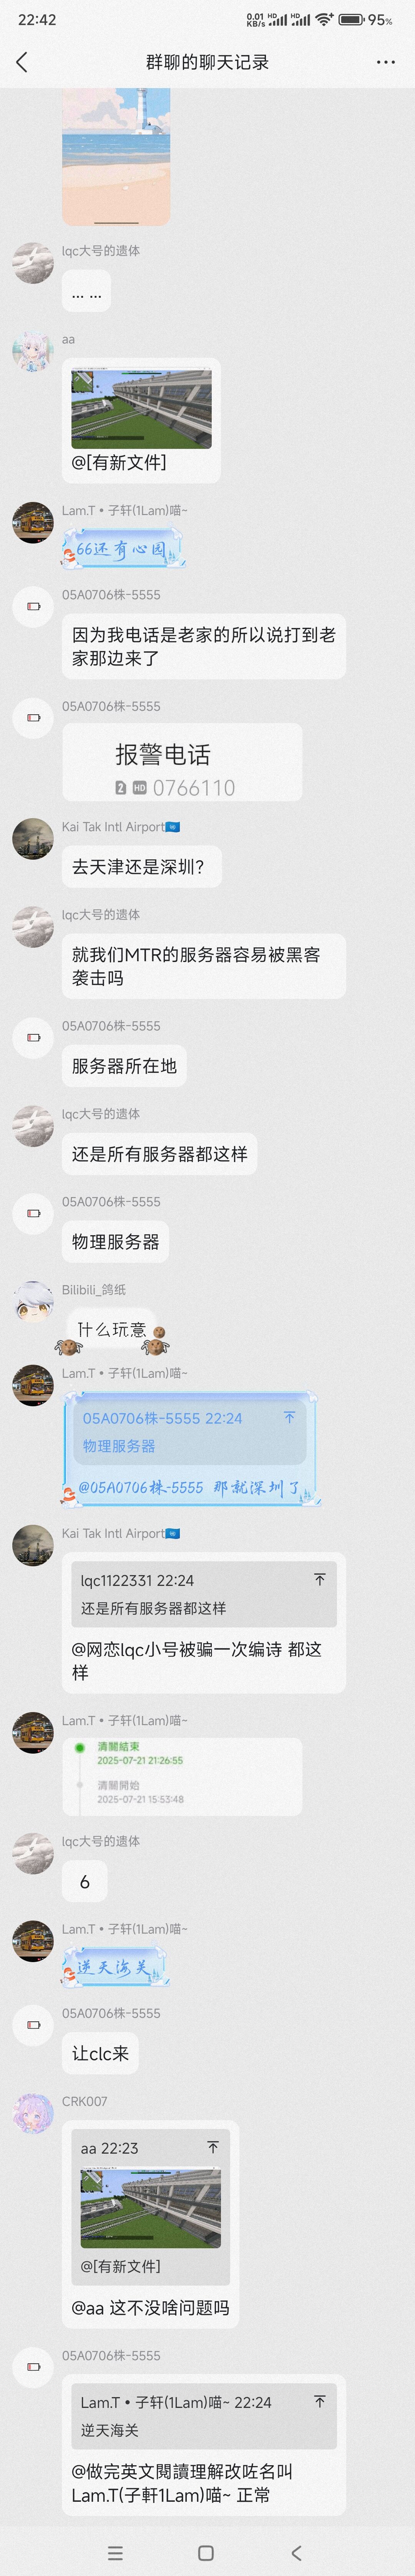 22:42
0.01 KB/s HD HD 95%
群聊的聊天记录
lqc大号的遗体
... ...
aa
@[有新文件]
Lam.T • 子轩(1Lam)喵~
66还有心园
05A0706株-5555
因为我电话是老家的所以说打到老
家那边来了
05A0706株-5555
报警电话
2 HD 0766110
Kai Tak Intl Airport
去天津还是深圳？
lqc大号的遗体
就我们MTR的服务器容易被黑客
袭击吗
05A0706株-5555
服务器所在地
lqc大号的遗体
还是所有服务器都这样
05A0706株-5555
物理服务器
Bilibili_鸽纸
什么玩意
Lam.T • 子轩(1Lam)喵~
05A0706株-5555 22:24
物理服务器
@05A0706株-5555 那就深圳了
Kai Tak Intl Airport
lqc1122331 22:24
还是所有服务器都这样
@网恋lqc小号被骗一次编诗 都这
样
Lam.T • 子轩(1Lam)喵~
清關結束
2025-07-21 21:26:55
清關開始
2025-07-21 15:53:48
lqc大号的遗体
6
Lam.T • 子轩(1Lam)喵~
逆天海关
05A0706株-5555
让clc来
CRK007
aa 22:23
@[有新文件]
@aa 这不没啥问题吗
05A0706株-5555
Lam.T • 子轩(1Lam)喵~ 22:24
逆天海关
@做完英文閱讀理解改咗名叫
Lam.T(子軒1Lam)喵~ 正常